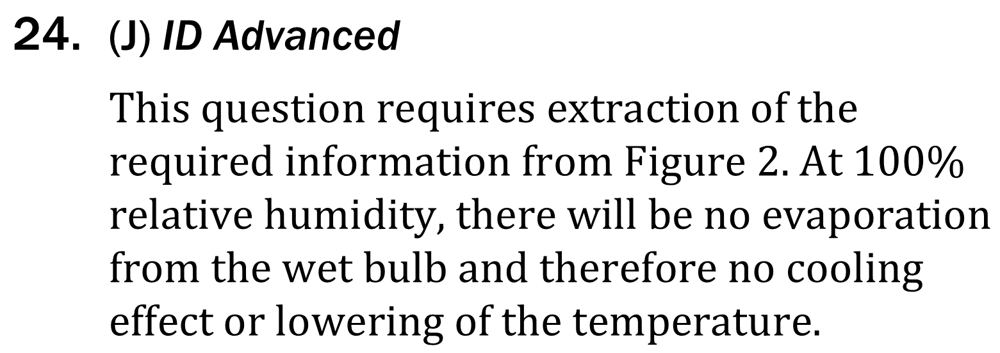 24. (J) ID Advanced
This question requires extraction of the
required information from Figure 2. At 100%
relative humidity, there will be no evaporation
from the wet bulb and therefore no cooling
effect or lowering of the temperature.